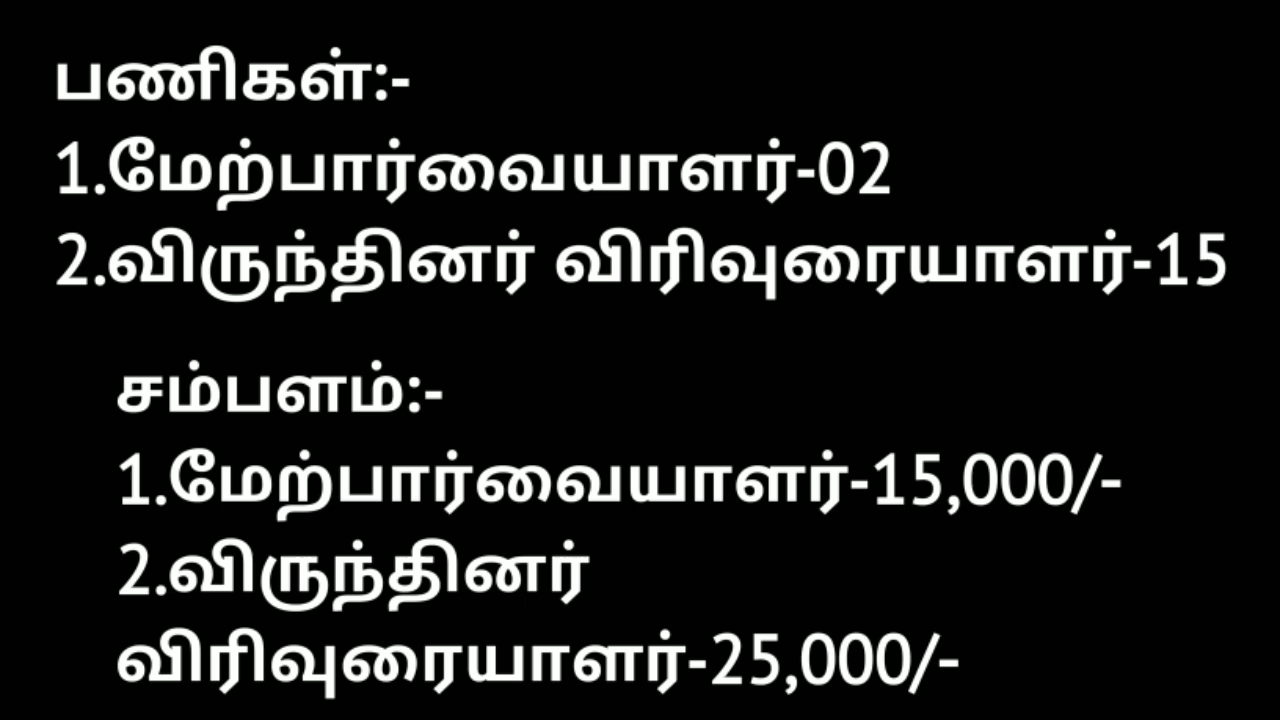 பணிகள்:-
1.மேற்பார்வையாளர்-02
2.விருந்தினர் விரிவுரையாளர்-15
சம்பளம்:-
1.மேற்பார்வையாளர்-15,000/-
2.விருந்தினர்
விரிவுரையாளர்-25,000/-